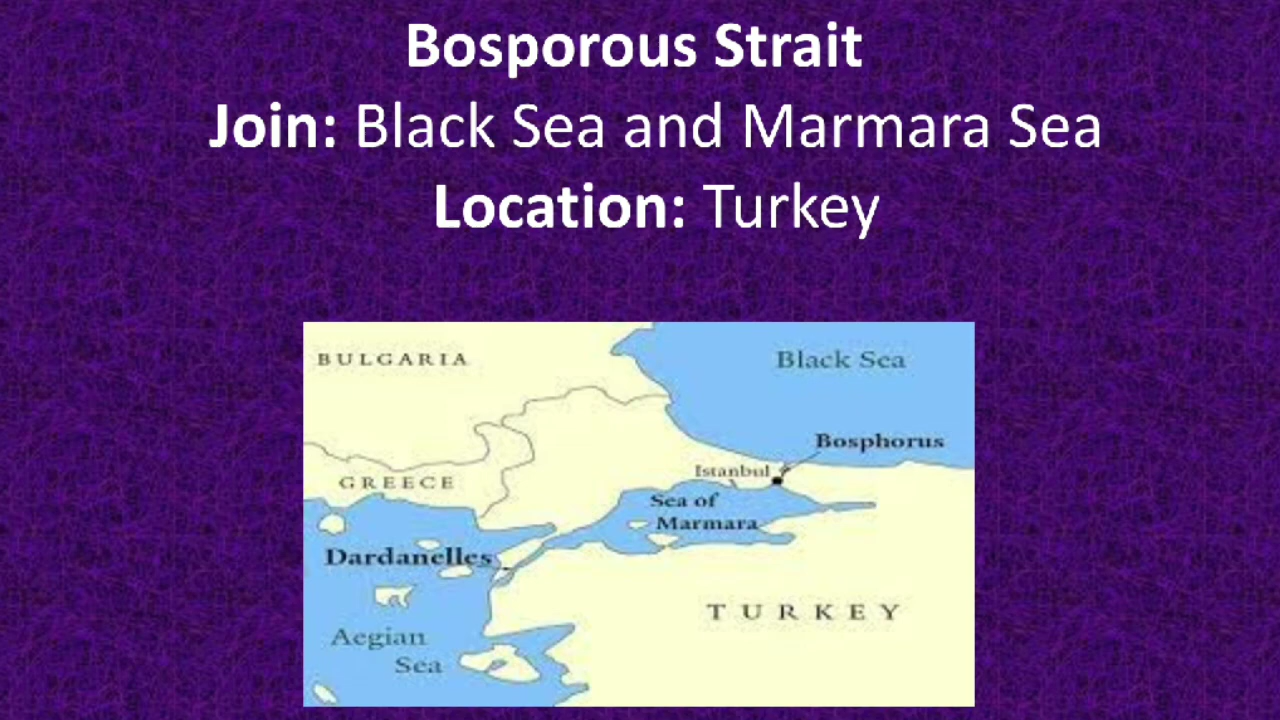 Bosporous Strait
Join: Black Sea and Marmara Sea
Location: Turkey
BULGARIA
Black Sea
Bosphorus
Istanbul
GREECE
Sea of
Marmara
Dardanelles
TURKEY
Aegian
Sea